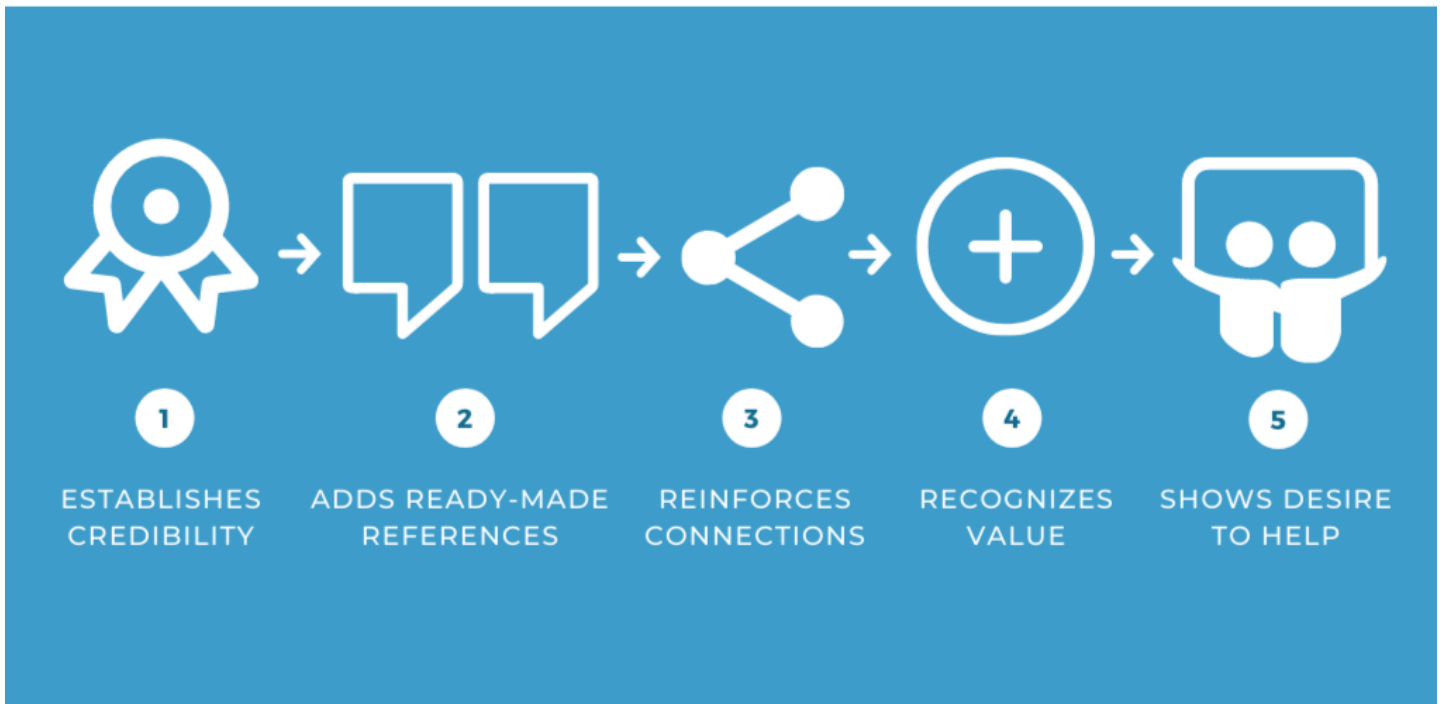 1
ESTABLISHES
CREDIBILITY
2
ADDS READY-MADE
REFERENCES
3
REINFORCES
CONNECTIONS
4
RECOGNIZES
VALUE
5
SHOWS DESIRE
TO HELP